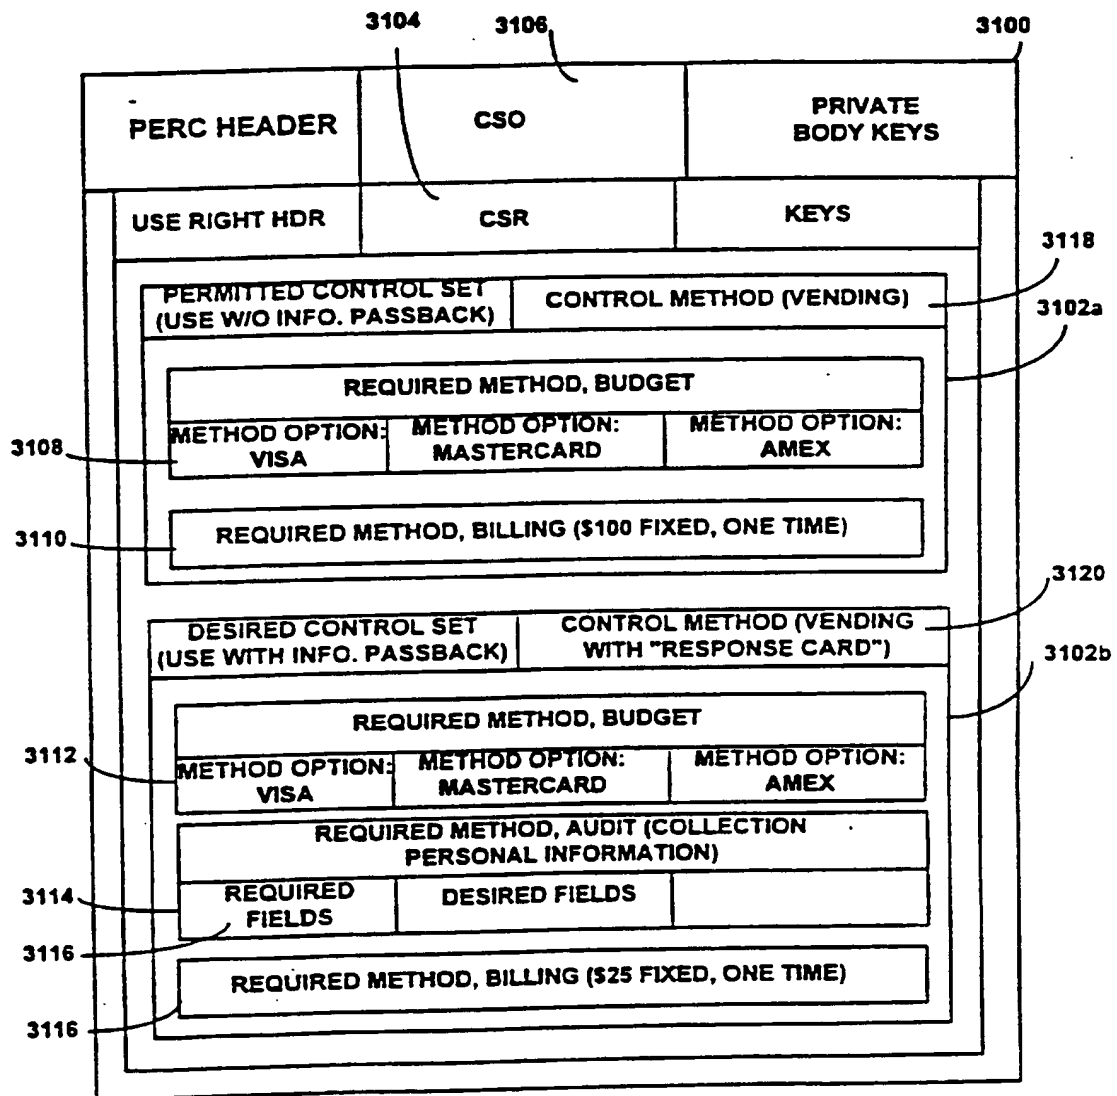 3104
3106
3100
PERC HEADER
CSO
PRIVATE
BODY KEYS
USE RIGHT HDR
CSR
KEYS
3118
PERMITTED CONTROL SET
(USE W/O INFO. PASSBACK)
CONTROL METHOD (VENDING)
3102a
REQUIRED METHOD, BUDGET
3108
METHOD OPTION:
VISA
METHOD OPTION:
MASTERCARD
METHOD OPTION:
AMEX
3110
REQUIRED METHOD, BILLING ($100 FIXED, ONE TIME)
3120
DESIRED CONTROL SET
(USE WITH INFO. PASSBACK)
CONTROL METHOD (VENDING
WITH "RESPONSE CARD")
3102b
REQUIRED METHOD, BUDGET
3112
METHOD OPTION:
VISA
METHOD OPTION:
MASTERCARD
METHOD OPTION:
AMEX
REQUIRED METHOD, AUDIT (COLLECTION
PERSONAL INFORMATION)
3114
REQUIRED
FIELDS
DESIRED FIELDS
3116
REQUIRED METHOD, BILLING ($25 FIXED, ONE TIME)
3116